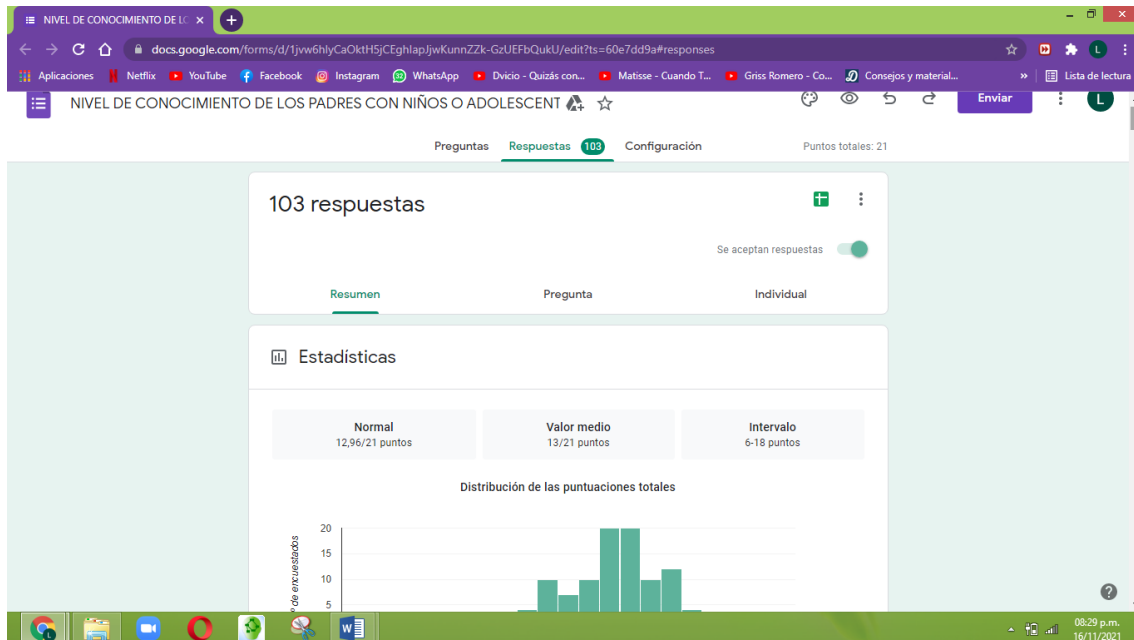 NIVEL DE CONOCIMIENTO DE LO
docs.google.com/forms/d/1jvw6hlyCaOktH5jCEghIapJjwKunnZZk-GzUEFbQukU/edit?ts=60e7dd9a#responses
Aplicaciones Netflix YouTube Facebook Instagram WhatsApp Dvicio - Quizás con... Matisse - Cuando T... Griss Romero - Co... Consejos y material... » Lista de lectura
NIVEL DE CONOCIMIENTO DE LOS PADRES CON NIÑOS O ADOLESCENT Enviar L
Preguntas Respuestas 103 Configuración Puntos totales: 21
103 respuestas
Se aceptan respuestas
Resumen Pregunta Individual
Estadísticas
Normal Valor medio Intervalo
12,96/21 puntos 13/21 puntos 6-18 puntos
Distribución de las puntuaciones totales
20
15
10
5
de encuestados
08:29 p.m.
16/11/2021